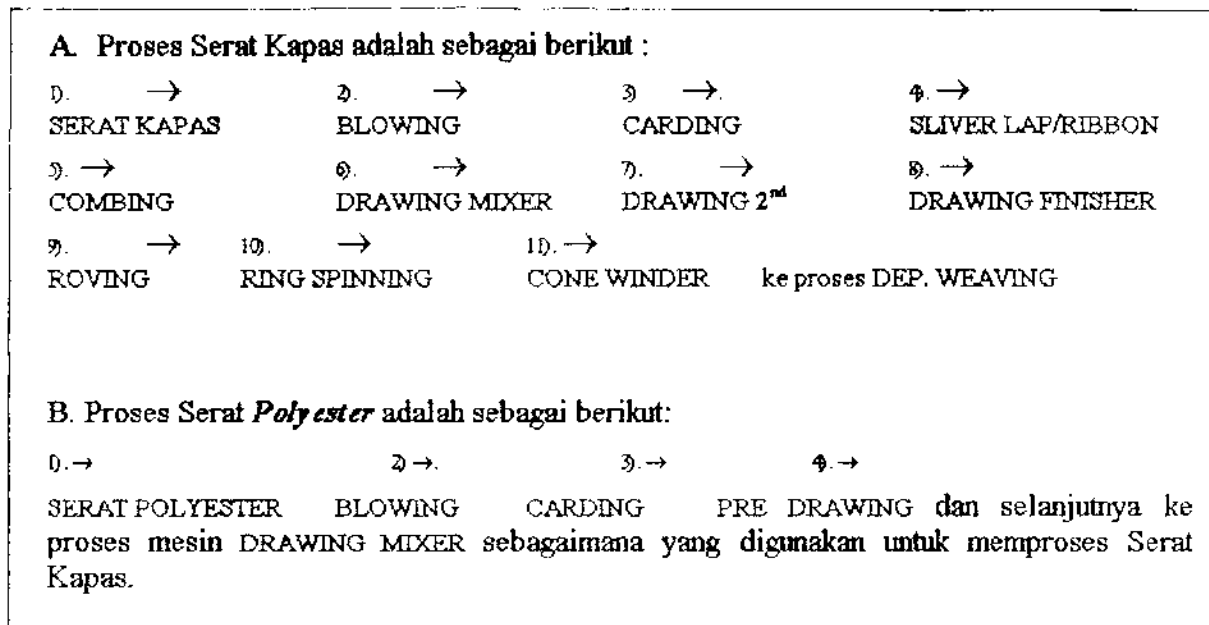 A. Proses Serat Kapas adalah sebagai berikut :
1). → 2). → 3) →. 4). →
SERAT KAPAS BLOWING CARDING SLIVER LAP/RIBBON
5). → 6). → 7). → 8). →
COMBING DRAWING MIXER DRAWING 2nd DRAWING FINISHER
9). → 10). → 11). →
ROVING RING SPINNING CONE WINDER ke proses DEP. WEAVING
B. Proses Serat Polyester adalah sebagai berikut:
1). → 2) →. 3). → 4). →
SERAT POLYESTER BLOWING CARDING PRE DRAWING dan selanjutnya ke
proses mesin DRAWING MIXER sebagaimana yang digunakan untuk memproses Serat
Kapas.